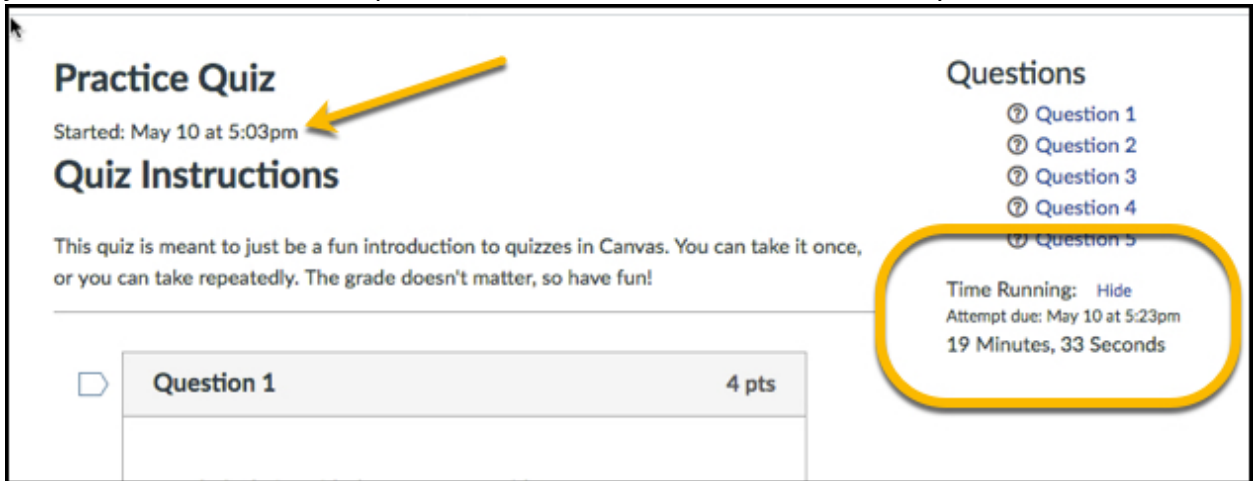 Practice Quiz
Started: May 10 at 5:03pm
Quiz Instructions
This quiz is meant to just be a fun introduction to quizzes in Canvas. You can take it once,
or you can take repeatedly. The grade doesn't matter, so have fun!
Question 1
4 pts
Questions
Question 1
Question 2
Question 3
Question 4
Question 5
Time Running: Hide
Attempt due: May 10 at 5:23pm
19 Minutes, 33 Seconds